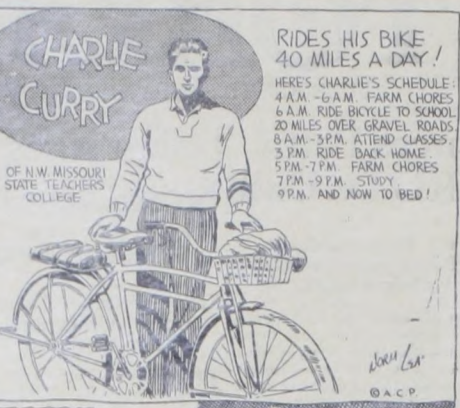 CHARLIE
CURRY
OF N.W. MISSOURI
STATE TEACHERS
COLLEGE
RIDES HIS BIKE
40 MILES A DAY!
HERE'S CHARLIE'S SCHEDULE:
4 A.M. - 6 A.M. FARM CHORES
6 A.M. RIDE BICYCLE TO SCHOOL
20 MILES OVER GRAVEL ROADS.
8 A.M. - 3 P.M. ATTEND CLASSES.
3 P.M. RIDE BACK HOME.
5 P.M. - 7 P.M. FARM CHORES
7 P.M. - 9 P.M. STUDY.
9 P.M. AND NOW TO BED!
© A.C.P.